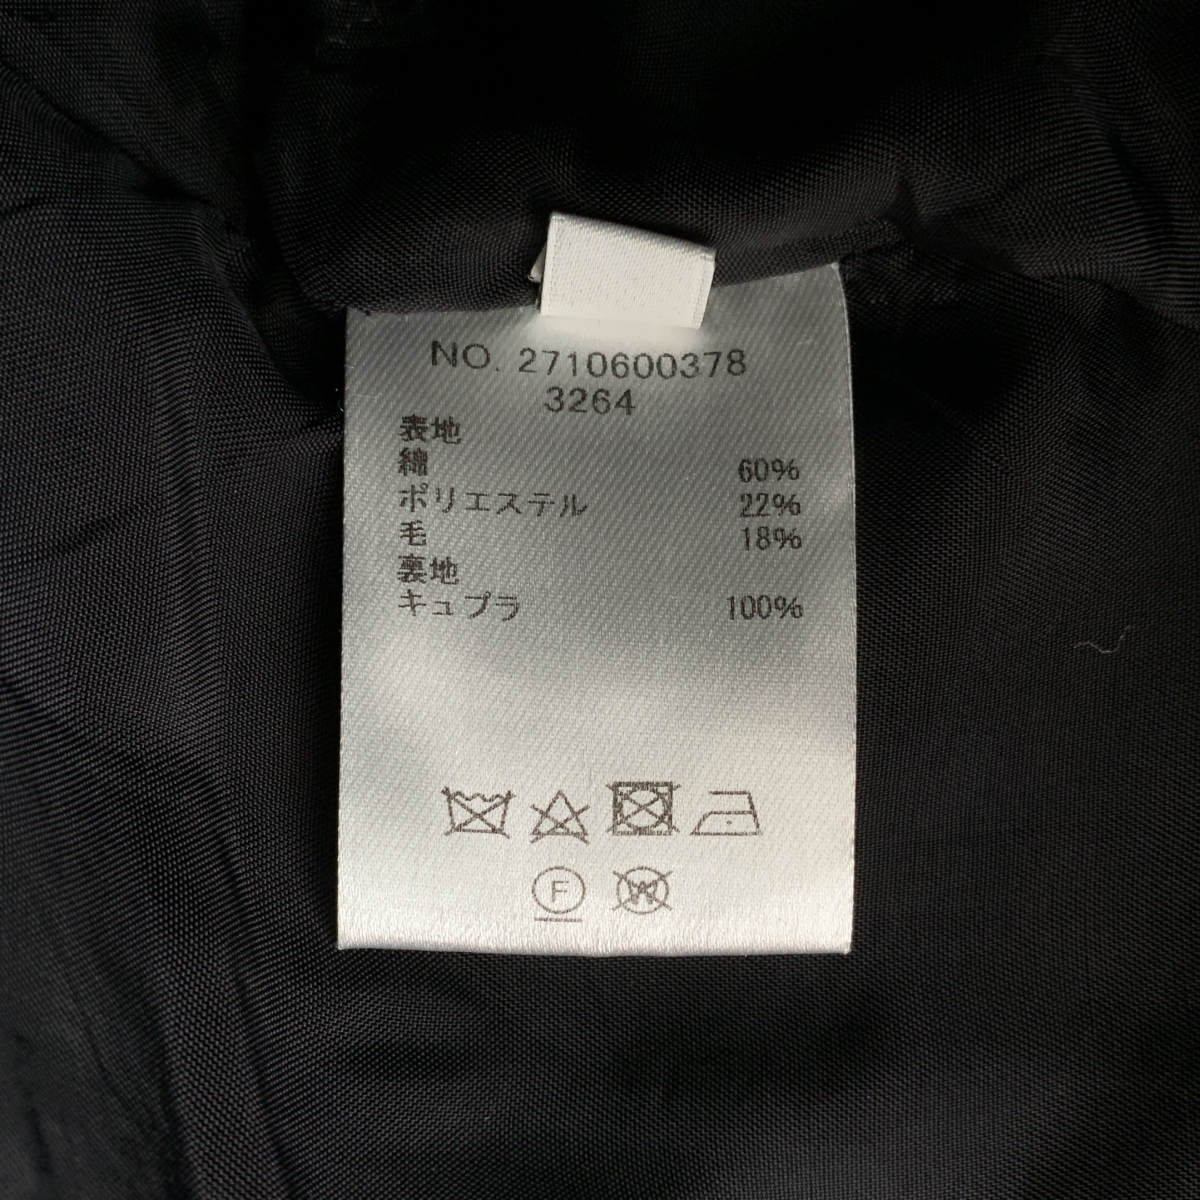 NO. 2710600378
3264
表地
綿 60%
ポリエステル 22%
毛 18%
裏地
キュプラ 100%
F W